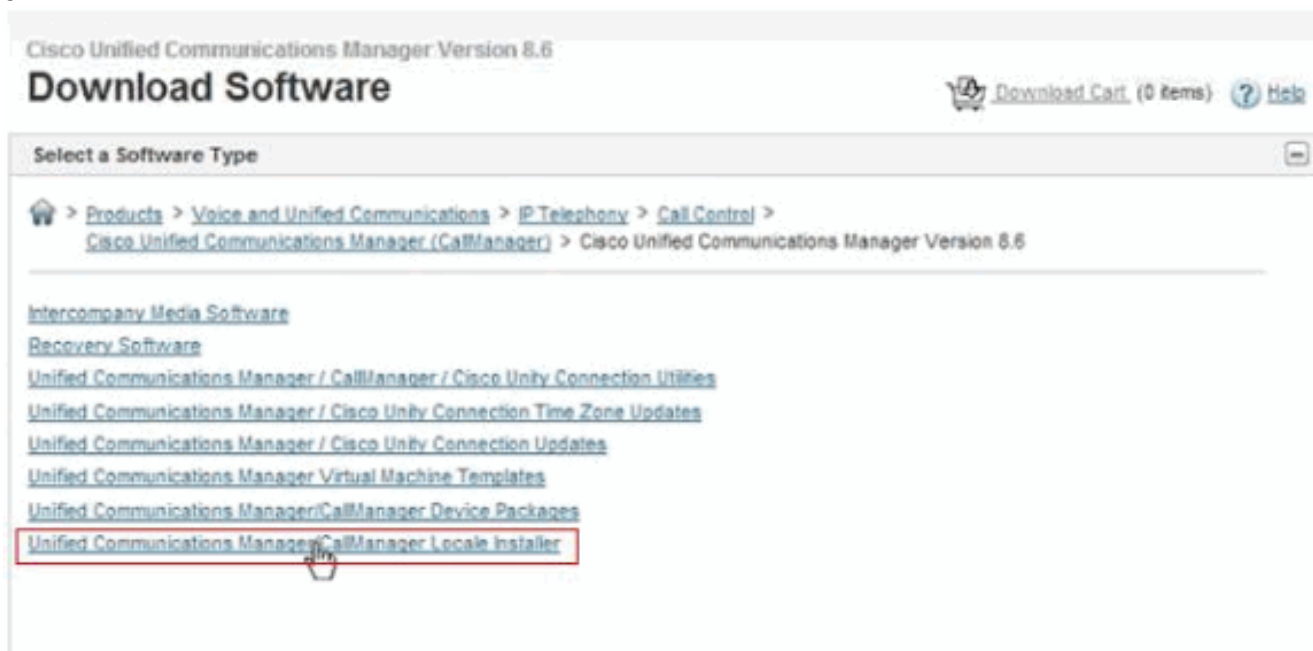 Cisco Unified Communications Manager Version 8.6
Download Software
Download Cart (0 items) ? Help
Select a Software Type
> Products > Voice and Unified Communications > IP Telephony > Call Control >
Cisco Unified Communications Manager (CallManager) > Cisco Unified Communications Manager Version 8.6
Intercompany Media Software
Recovery Software
Unified Communications Manager / CallManager / Cisco Unity Connection Utilities
Unified Communications Manager / Cisco Unity Connection Time Zone Updates
Unified Communications Manager / Cisco Unity Connection Updates
Unified Communications Manager Virtual Machine Templates
Unified Communications Manager/CallManager Device Packages
Unified Communications Manager/CallManager Locale Installer